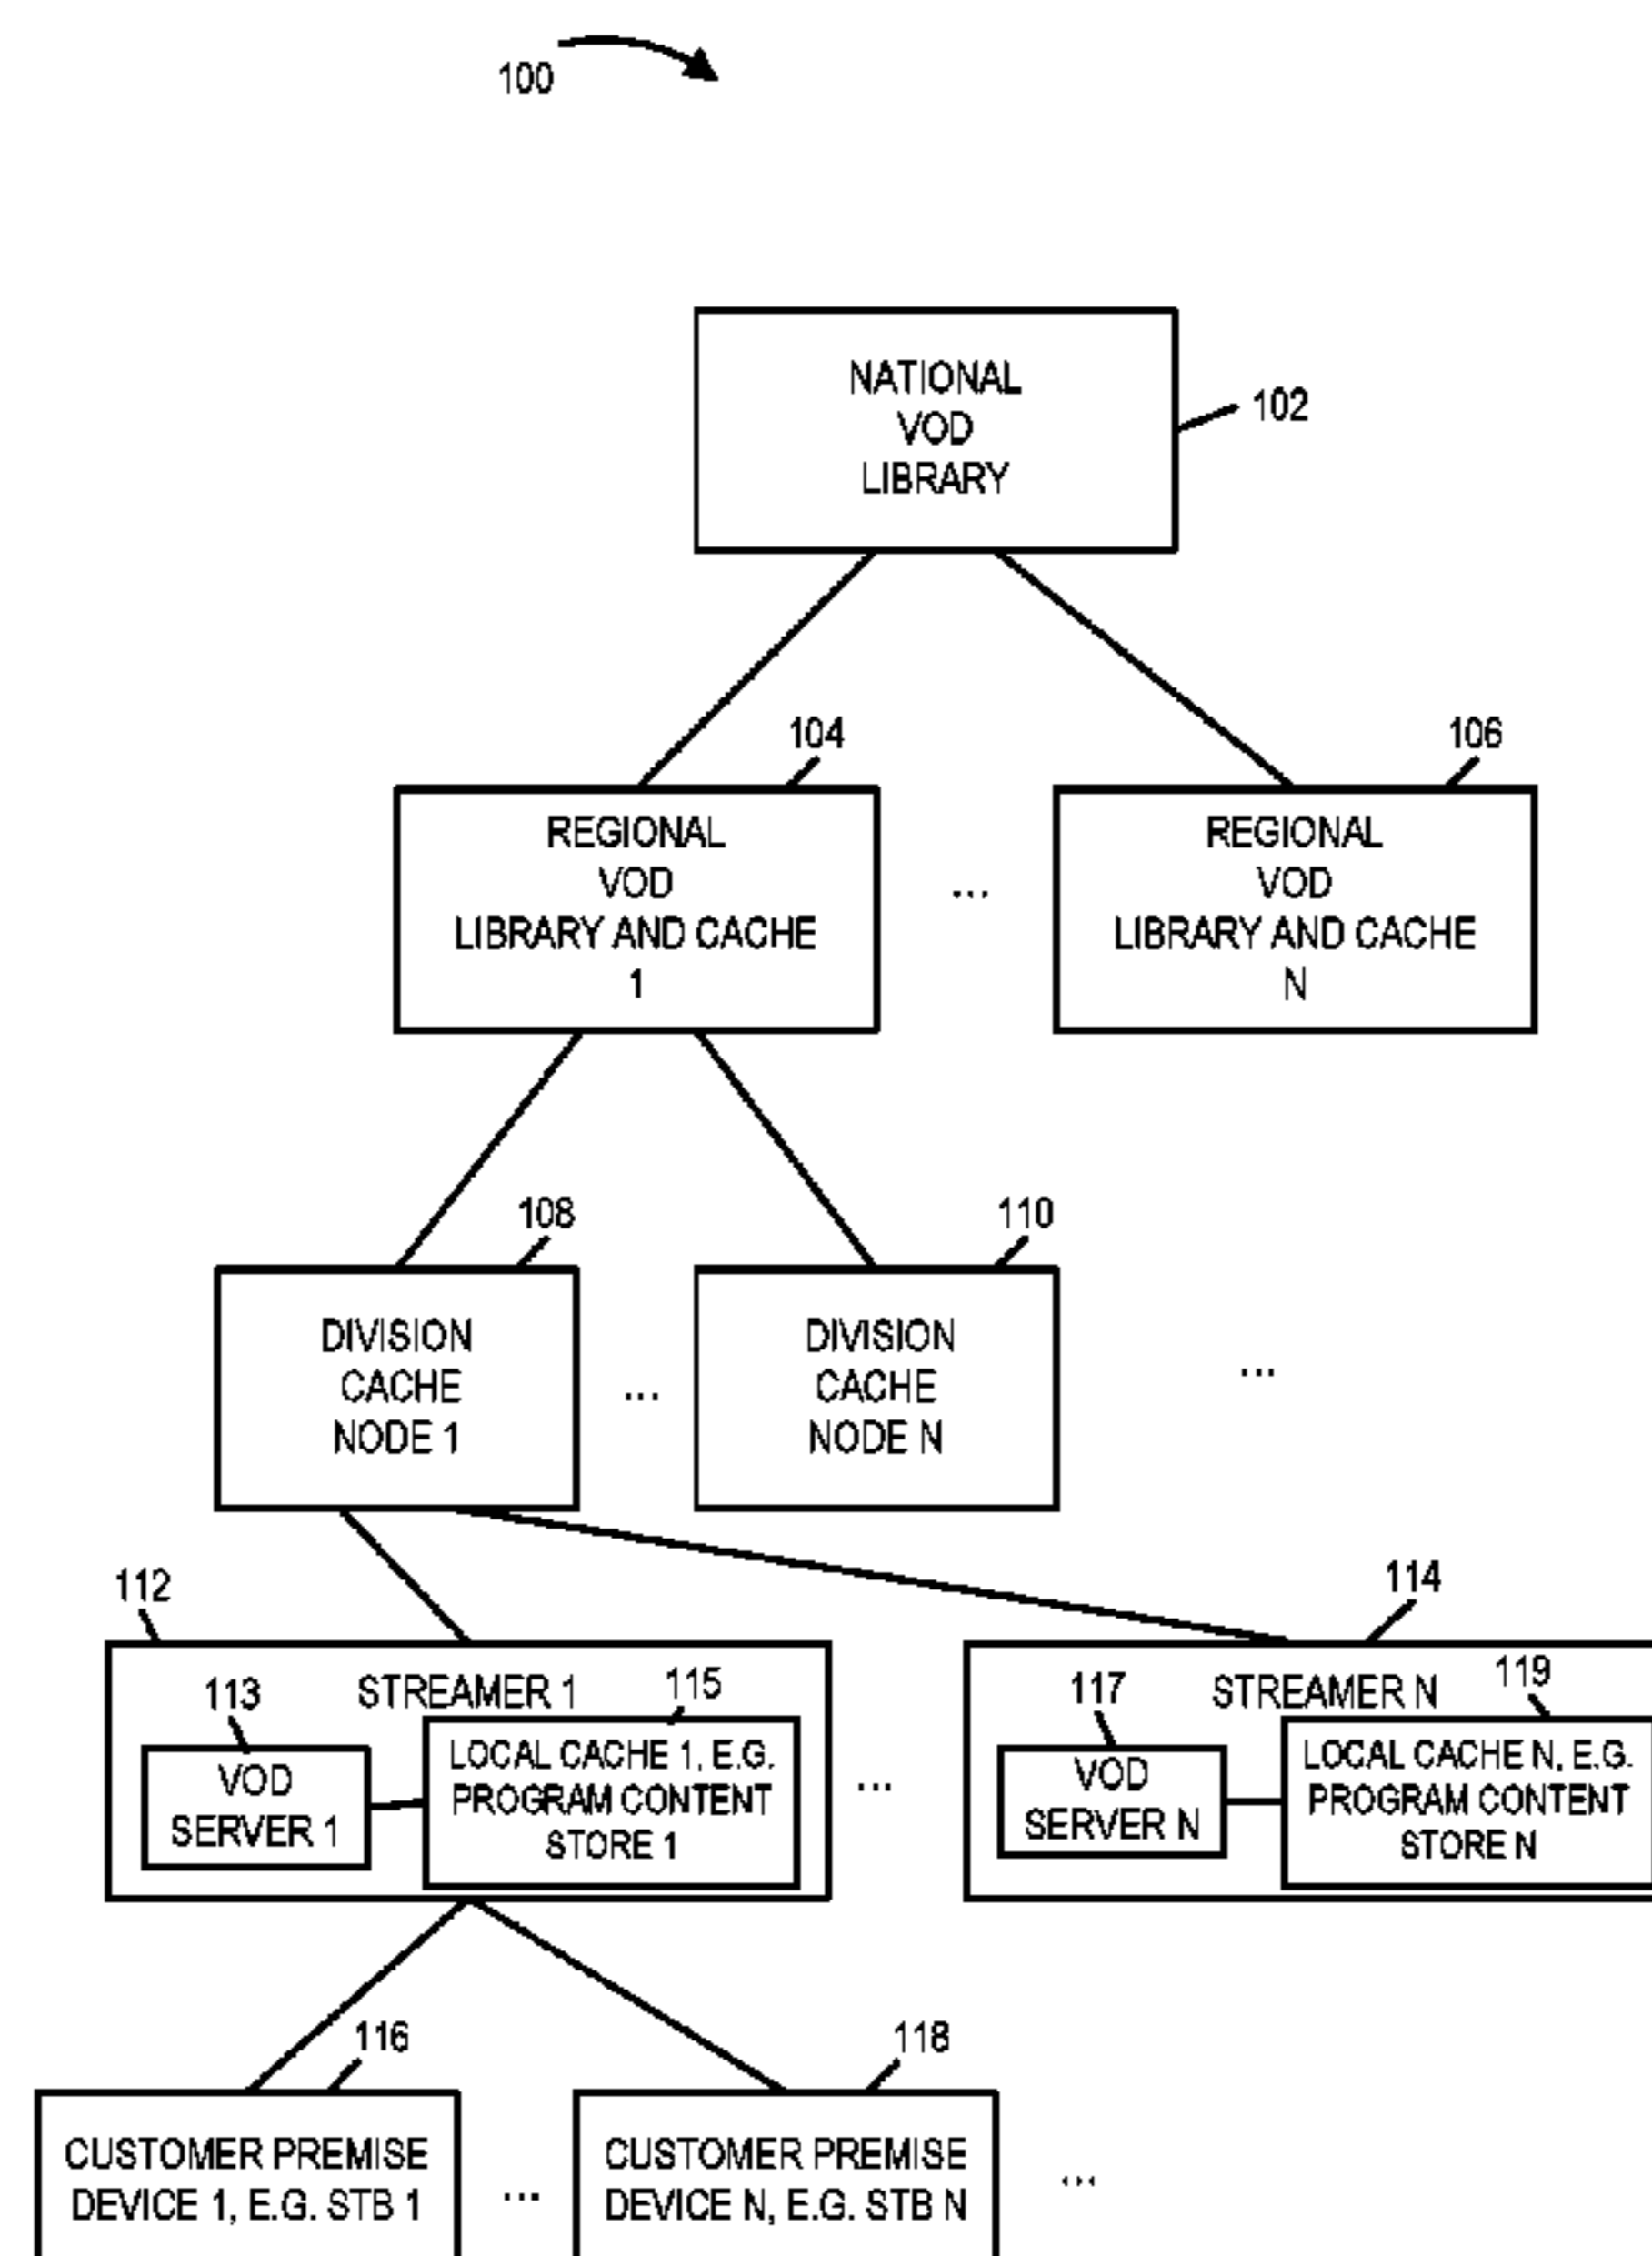 100
NATIONAL
VOD
LIBRARY
102
104
106
REGIONAL
VOD
LIBRARY AND CACHE
1
...
REGIONAL
VOD
LIBRARY AND CACHE
N
108
110
DIVISION
CACHE
NODE 1
...
DIVISION
CACHE
NODE N
...
112
114
STREAMER 1
113
115
VOD
SERVER 1
LOCAL CACHE 1, E.G.
PROGRAM CONTENT
STORE 1
...
STREAMER N
117
119
VOD
SERVER N
LOCAL CACHE N, E.G.
PROGRAM CONTENT
STORE N
116
118
CUSTOMER PREMISE
DEVICE 1, E.G. STB 1
...
CUSTOMER PREMISE
DEVICE N, E.G. STB N
...